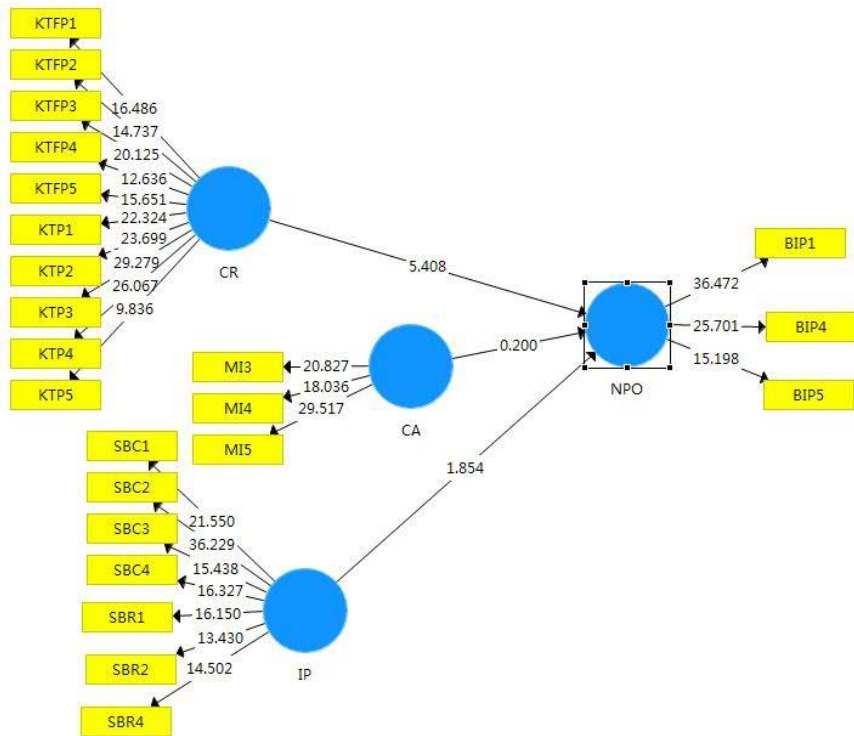 KTFP1
KTFP2
KTFP3
KTFP4
KTFP5
KTP1
KTP2
KTP3
KTP4
KTP5
16.486
14.737
20.125
12.636
15.651
22.324
23.699
29.279
26.067
9.836
CR
5.408
MI3
MI4
MI5
20.827
18.036
29.517
CA
0.200
SBC1
SBC2
SBC3
SBC4
SBR1
SBR2
SBR4
21.550
36.229
15.438
16.327
16.150
13.430
14.502
IP
1.854
NPO
36.472
25.701
15.198
BIP1
BIP4
BIP5